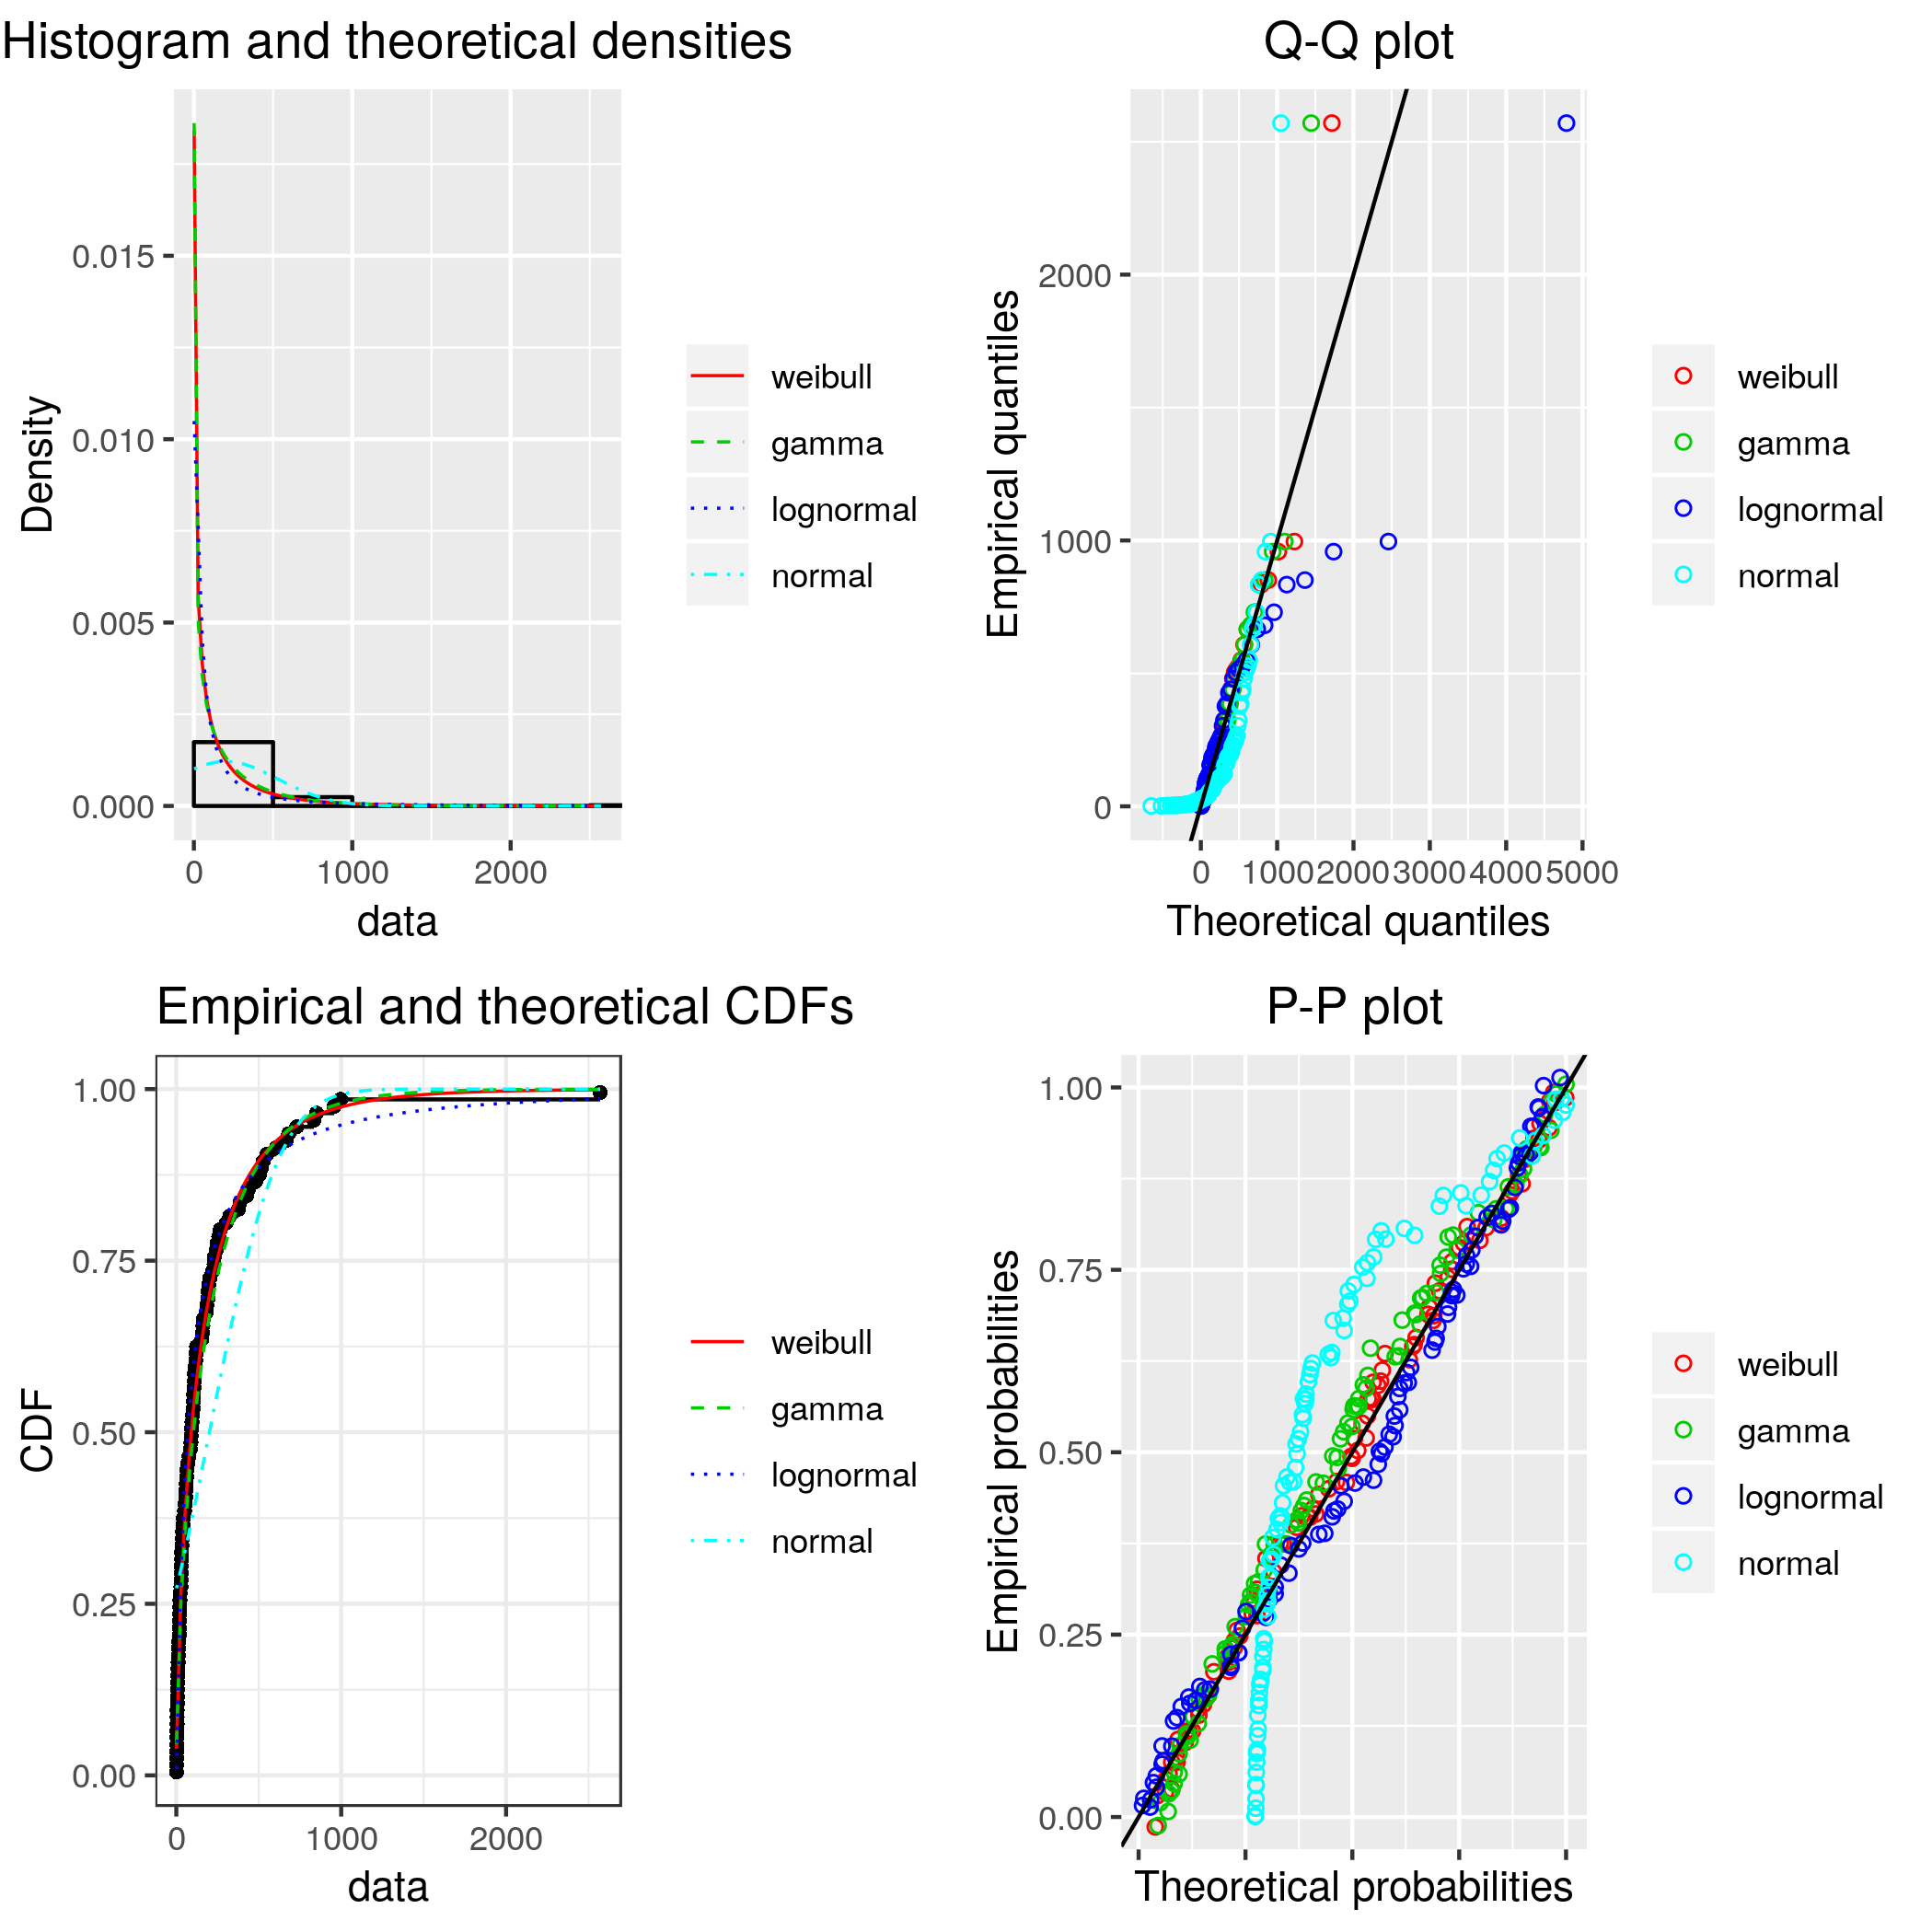 Histogram and theoretical densities
0.015
0.010
0.005
0.000
Density
0
1000
2000
data
weibull
gamma
lognormal
normal
Q-Q plot
2000
1000
0
Empirical quantiles
0
1000
2000
3000
4000
5000
Theoretical quantiles
weibull
gamma
lognormal
normal
Empirical and theoretical CDFs
1.00
0.75
0.50
0.25
0.00
CDF
0
1000
2000
data
weibull
gamma
lognormal
normal
P-P plot
1.00
0.75
0.50
0.25
0.00
Empirical probabilities
Theoretical probabilities
weibull
gamma
lognormal
normal